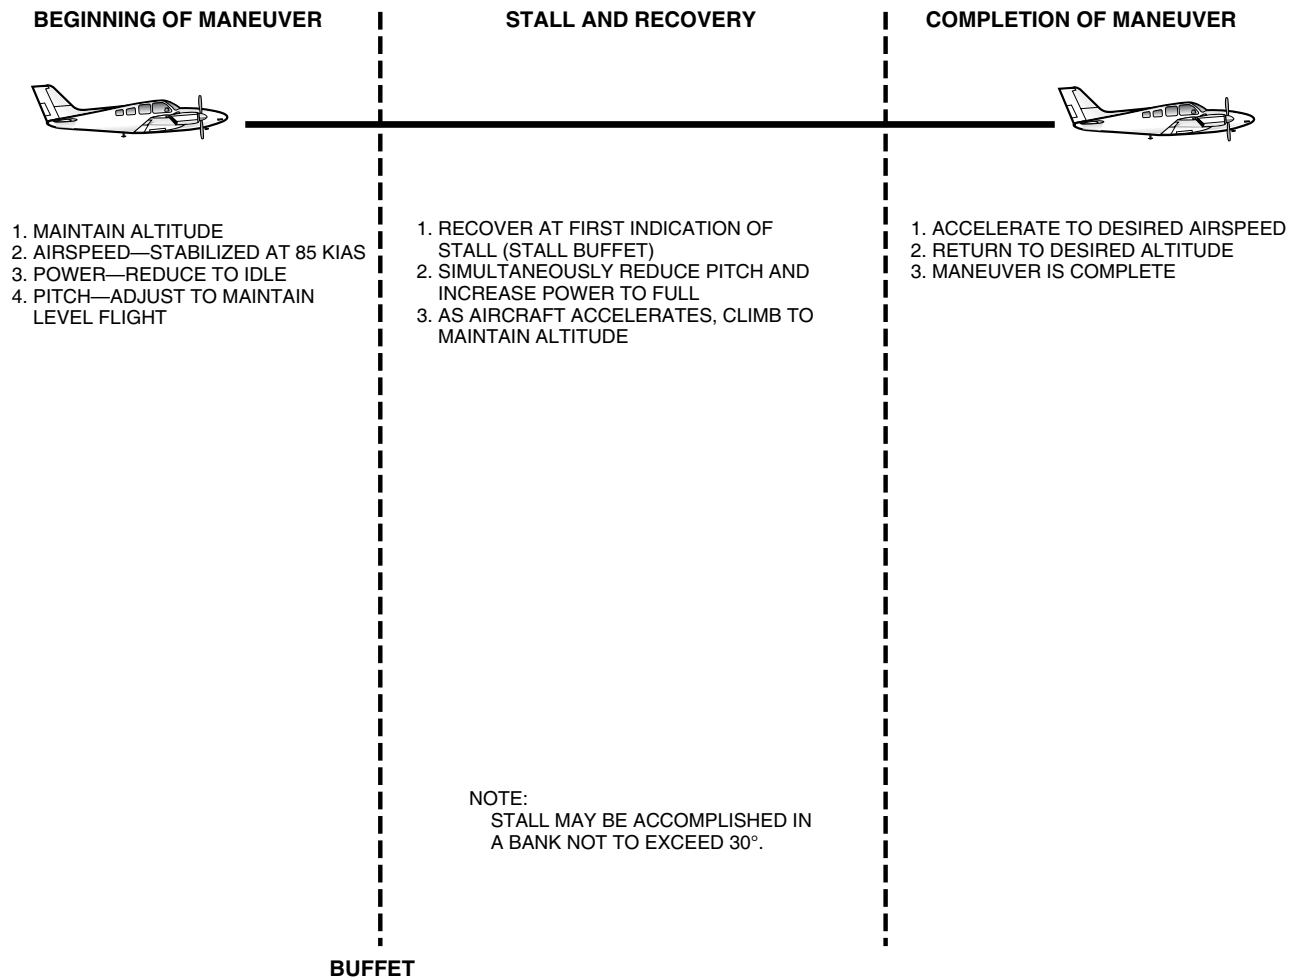 BEGINNING OF MANEUVER
STALL AND RECOVERY
COMPLETION OF MANEUVER
1. MAINTAIN ALTITUDE
2. AIRSPEED—STABILIZED AT 85 KIAS
3. POWER—REDUCE TO IDLE
4. PITCH—ADJUST TO MAINTAIN
LEVEL FLIGHT
1. RECOVER AT FIRST INDICATION OF
STALL (STALL BUFFET)
2. SIMULTANEOUSLY REDUCE PITCH AND
INCREASE POWER TO FULL
3. AS AIRCRAFT ACCELERATES, CLIMB TO
MAINTAIN ALTITUDE
1. ACCELERATE TO DESIRED AIRSPEED
2. RETURN TO DESIRED ALTITUDE
3. MANEUVER IS COMPLETE
NOTE:
STALL MAY BE ACCOMPLISHED IN
A BANK NOT TO EXCEED 30°.
BUFFET